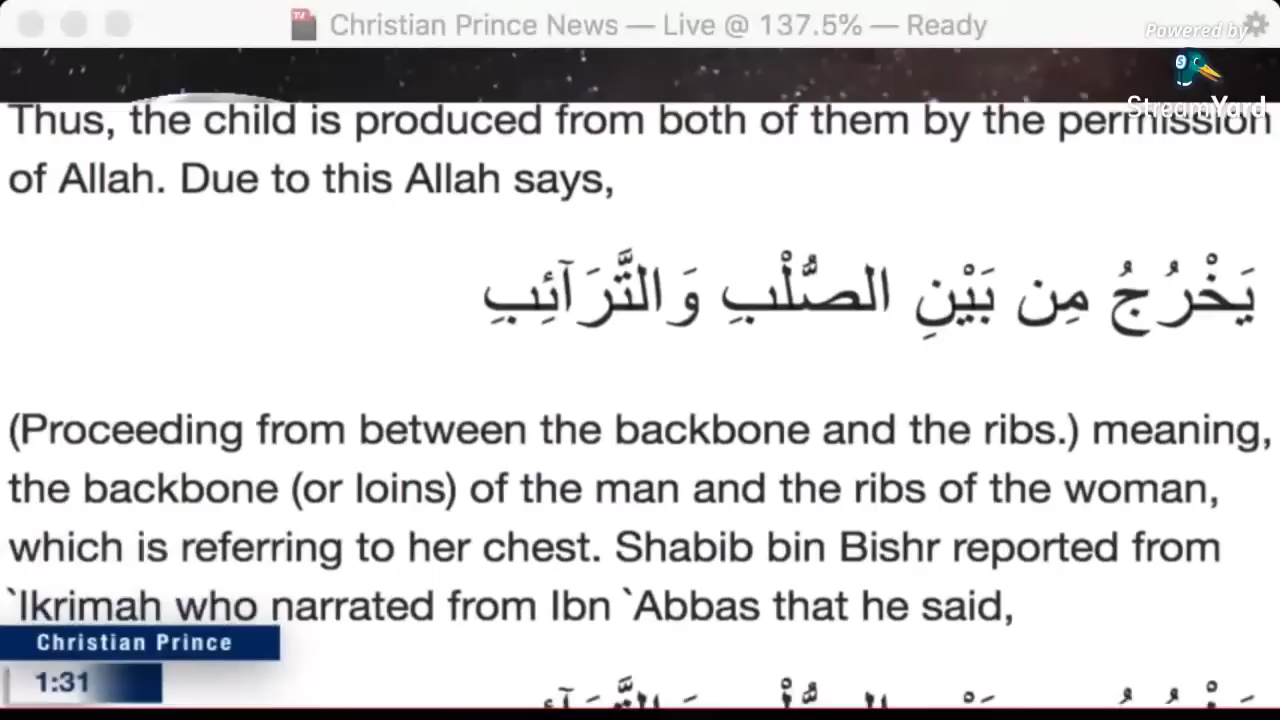 Christian Prince News — Live @ 137.5% — Ready
Powered by
StreamYard
Thus, the child is produced from both of them by the permission
of Allah. Due to this Allah says,
يَخْرُجُ مِن بَيْنِ الصُّلْبِ وَالتَّرَآئِبِ
(Proceeding from between the backbone and the ribs.) meaning,
the backbone (or loins) of the man and the ribs of the woman,
which is referring to her chest. Shabib bin Bishr reported from
`Ikrimah who narrated from Ibn `Abbas that he said,
Christian Prince
1:31